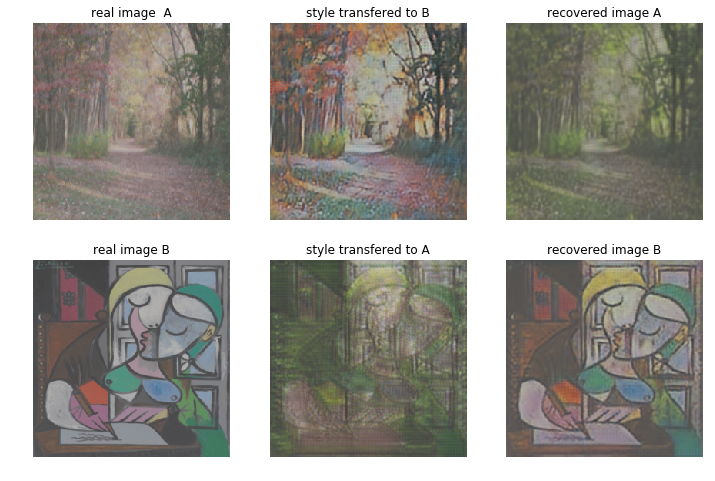 real image  A
style transfered to B
recovered image A
real image B
style transfered to A
recovered image B